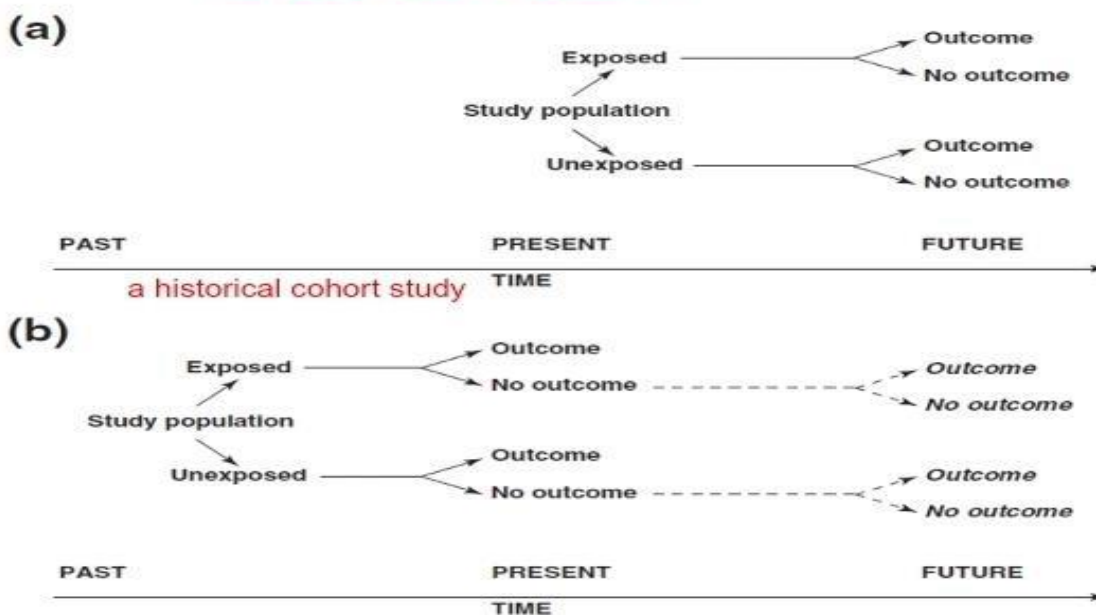 (a)
Outcome
Exposed
No outcome
Study population
Outcome
Unexposed
No outcome
PAST PRESENT FUTURE
TIME
a historical cohort study
(b)
Outcome
Exposed
Outcome
No outcome
No outcome
Study population
Outcome
Unexposed
Outcome
No outcome
No outcome
PAST PRESENT FUTURE
TIME